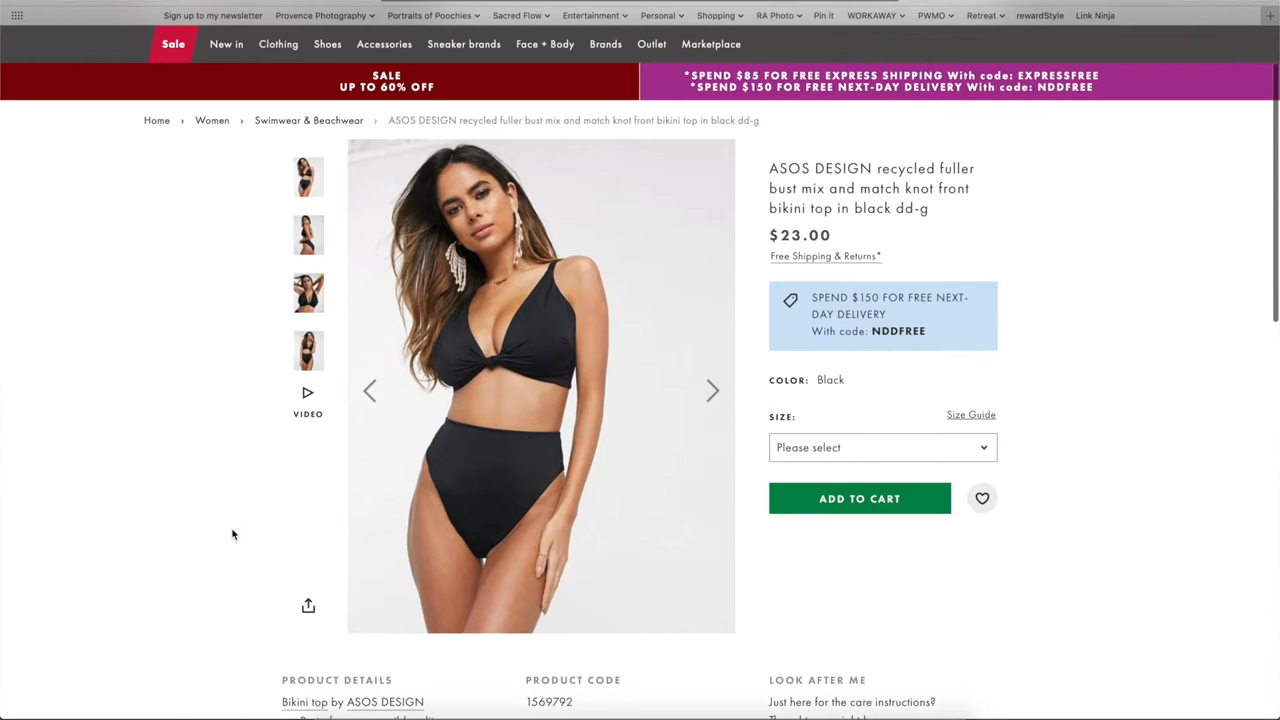 Sign up to my newsletter Provence Photography Portraits of Poochies Sacred Flow Entertainment Personal Shopping RA Photo Pin it WORKAWAY PWMO Retreat rewardStyle Link Ninja
Sale New in Clothing Shoes Accessories Sneaker brands Face + Body Brands Outlet Marketplace
SALE
UP TO 60% OFF
*SPEND $85 FOR FREE EXPRESS SHIPPING With code: EXPRESSFREE
*SPEND $150 FOR FREE NEXT-DAY DELIVERY With code: NDDFREE
Home › Women › Swimwear & Beachwear › ASOS DESIGN recycled fuller bust mix and match knot front bikini top in black dd-g
VIDEO
ASOS DESIGN recycled fuller
bust mix and match knot front
bikini top in black dd-g
$23.00
Free Shipping & Returns*
SPEND $150 FOR FREE NEXT-
DAY DELIVERY
With code: NDDFREE
COLOR: Black
SIZE: Size Guide
Please select
ADD TO CART
PRODUCT DETAILS
Bikini top by ASOS DESIGN
PRODUCT CODE
1569792
LOOK AFTER ME
Just here for the care instructions?